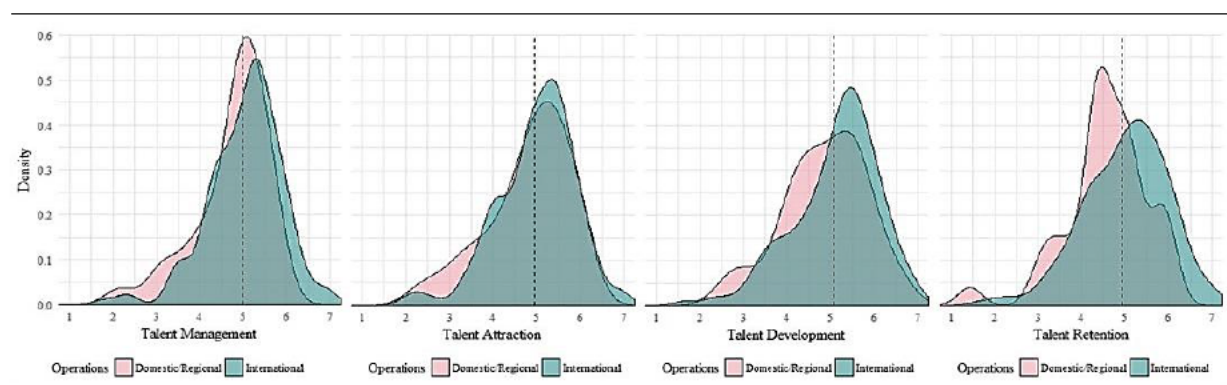 0.6
0.5
0.4
0.3
0.2
0.1
0.0
Density
1 2 3 4 5 6 7
Talent Management
Operations Domestic/Regional International
1 2 3 4 5 6 7
Talent Attraction
Operations Domestic/Regional International
1 2 3 4 5 6 7
Talent Development
Operations Domestic/Regional International
1 2 3 4 5 6 7
Talent Retention
Operations Domestic/Regional International